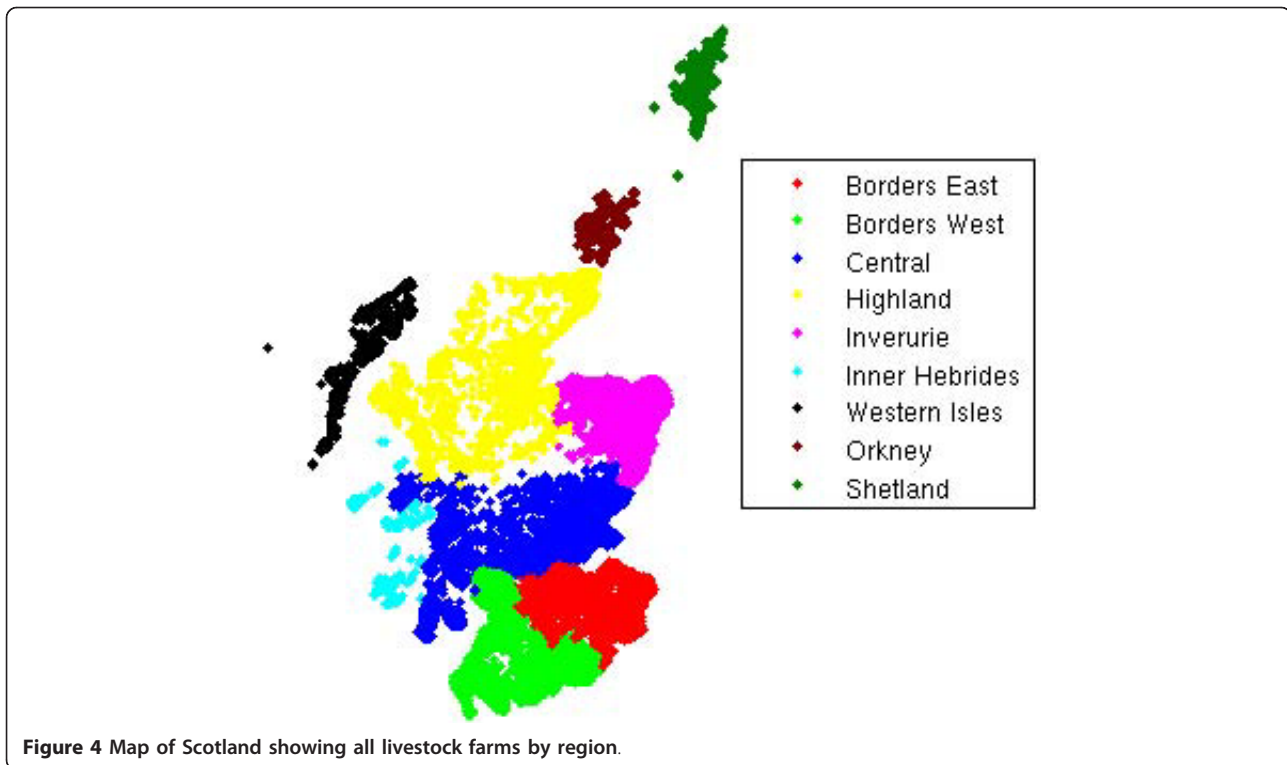 Borders East
Borders West
Central
Highland
Inverurie
Inner Hebrides
Western Isles
Orkney
Shetland
Figure 4 Map of Scotland showing all livestock farms by region.